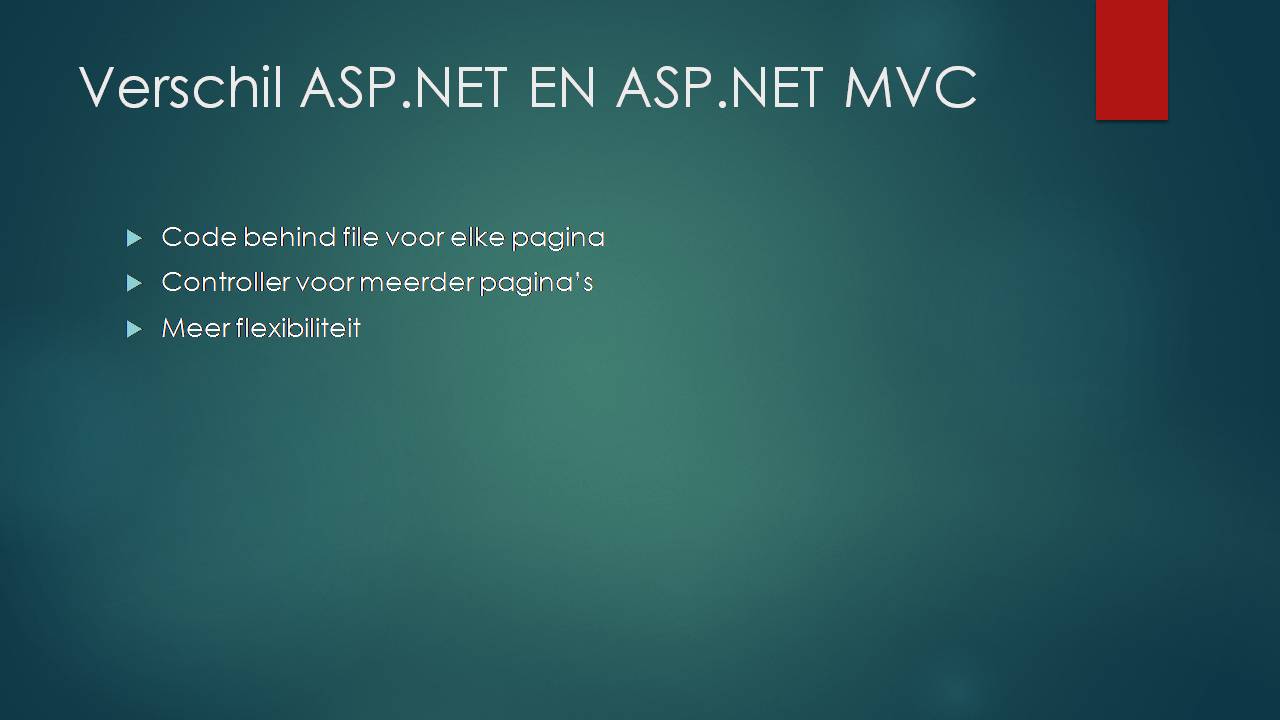 Verschil ASP.NET EN ASP.NET MVC
Code behind file voor elke pagina
Controller voor meerder pagina's
Meer flexibiliteit